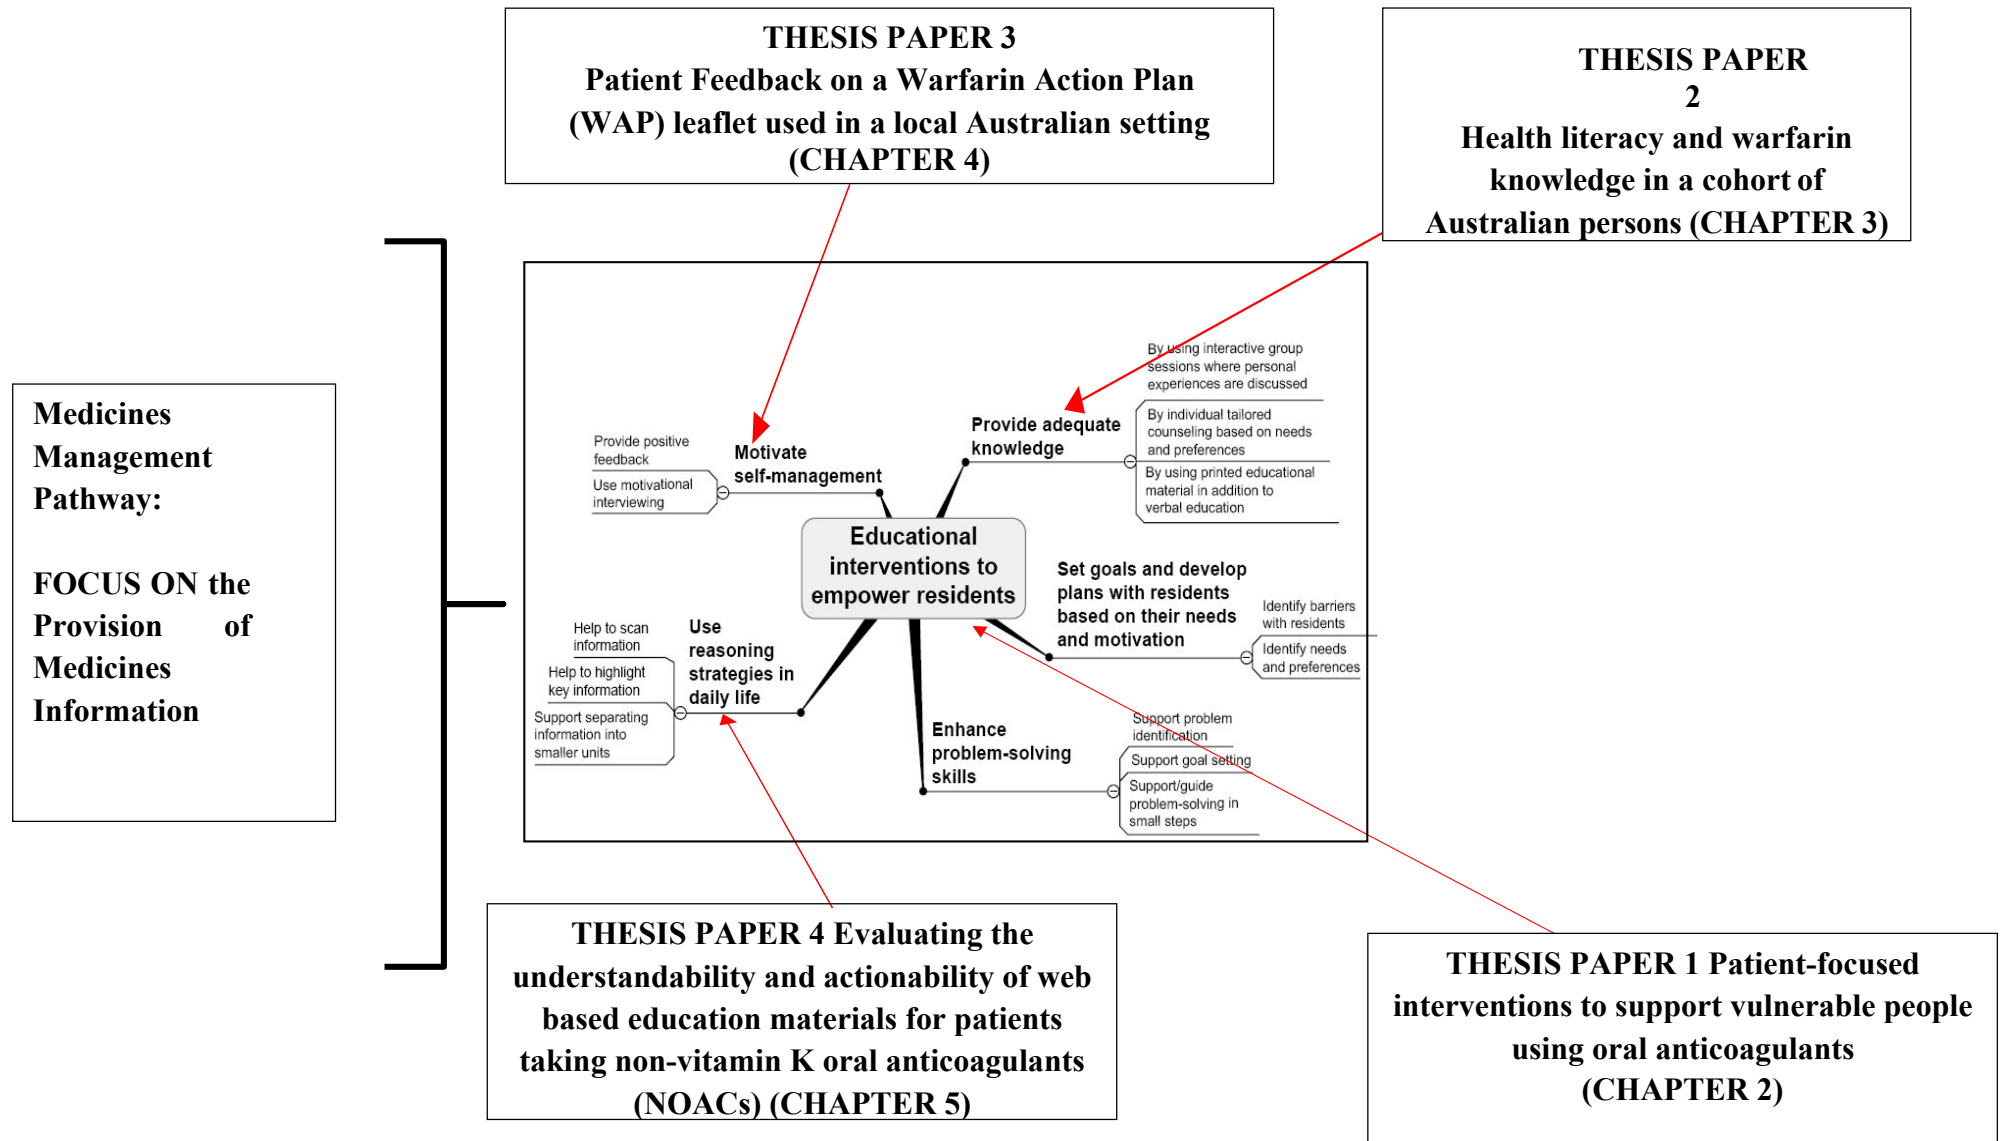 THESIS PAPER 3
Patient Feedback on a Warfarin Action Plan
(WAP) leaflet used in a local Australian setting
(CHAPTER 4)
THESIS PAPER
2
Health literacy and warfarin
knowledge in a cohort of
Australian persons (CHAPTER 3)
Medicines
Management
Pathway:
FOCUS ON the
Provision of
Medicines
Information
Provide positive
feedback
Use motivational
interviewing
Motivate
self-management
Provide adequate
knowledge
By using interactive group
sessions where personal
experiences are discussed
By individual tailored
counseling based on needs
and preferences
By using printed educational
material in addition to
verbal education
Educational
interventions to
empower residents
Set goals and develop
plans with residents
based on their needs
and motivation
Identify barriers
with residents
Identify needs
and preferences
Help to scan
information
Help to highlight
key information
Support separating
information into
smaller units
Use
reasoning
strategies in
daily life
Enhance
problem-solving
skills
Support problem
identification
Support goal setting
Support/guide
problem-solving in
small steps
THESIS PAPER 4 Evaluating the
understandability and actionability of web
based education materials for patients
taking non-vitamin K oral anticoagulants
(NOACs) (CHAPTER 5)
THESIS PAPER 1 Patient-focused
interventions to support vulnerable people
using oral anticoagulants
(CHAPTER 2)